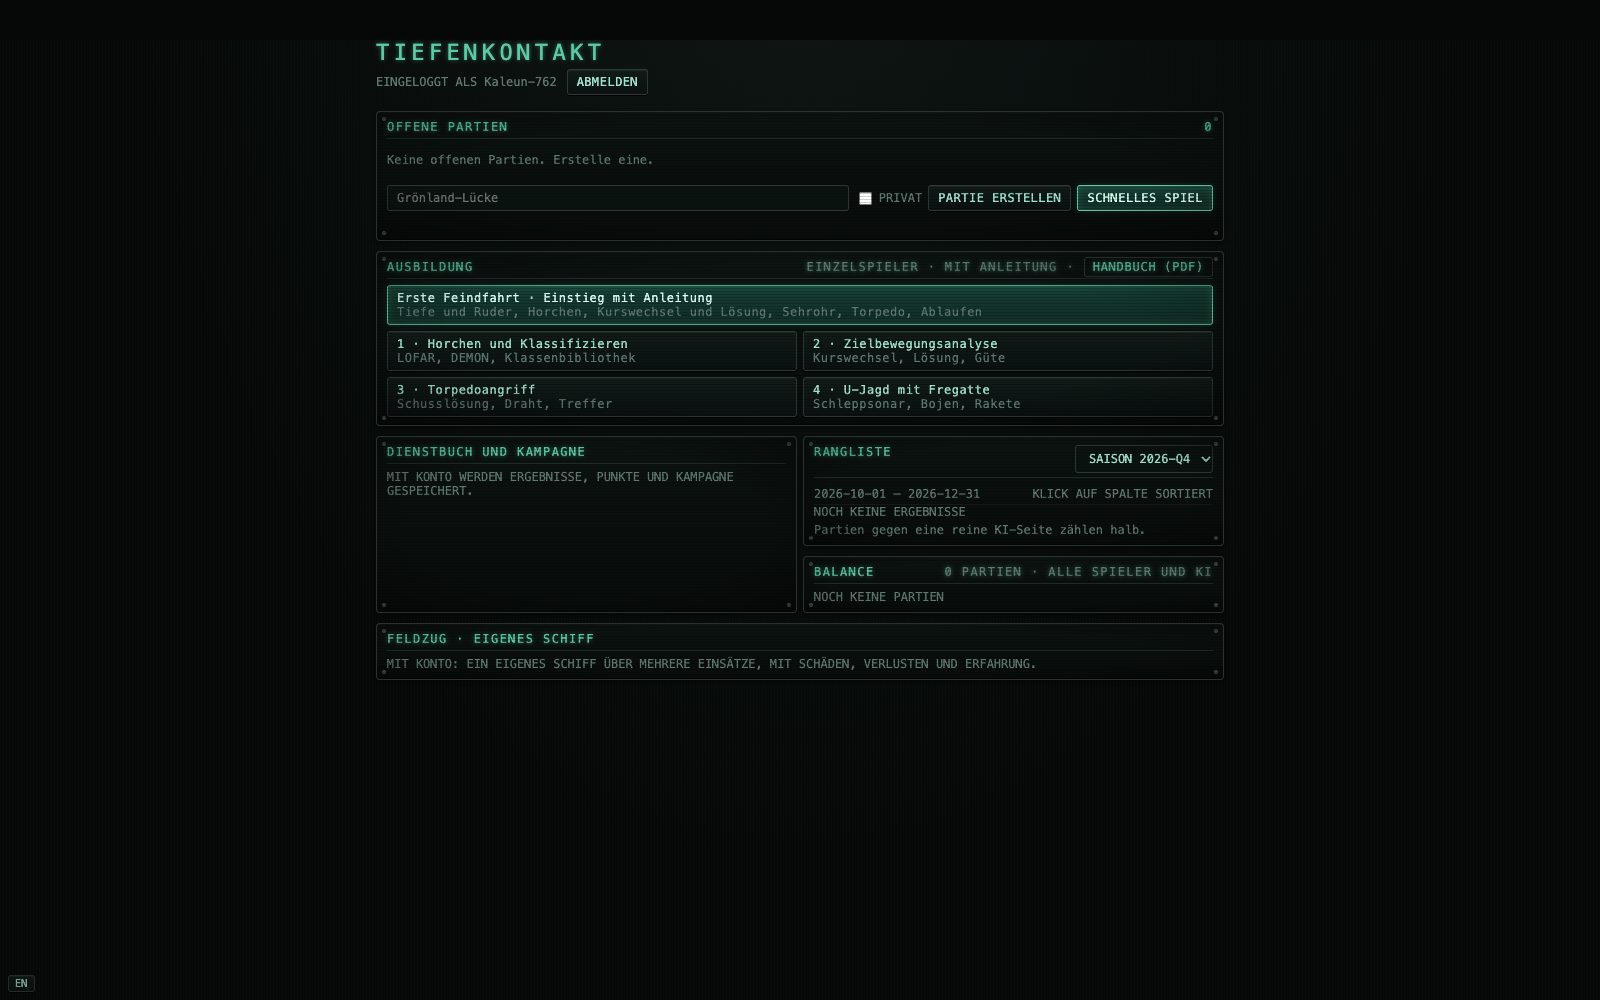 TIEFENKONTAKT
EINGELOGGT ALS Kaleun-762 ABMELDEN
OFFENE PARTIEN 0
Keine offenen Partien. Erstelle eine.
Grönland-Lücke PRIVAT PARTIE ERSTELLEN SCHNELLES SPIEL
AUSBILDUNG EINZELSPIELER · MIT ANLEITUNG · HANDBUCH (PDF)
Erste Feindfahrt · Einstieg mit Anleitung
Tiefe und Ruder, Horchen, Kurswechsel und Lösung, Sehrohr, Torpedo, Ablaufen
1 · Horchen und Klassifizieren
LOFAR, DEMON, Klassenbibliothek
2 · Zielbewegungsanalyse
Kurswechsel, Lösung, Güte
3 · Torpedoangriff
Schusslösung, Draht, Treffer
4 · U-Jagd mit Fregatte
Schleppsonar, Bojen, Rakete
DIENSTBUCH UND KAMPAGNE
MIT KONTO WERDEN ERGEBNISSE, PUNKTE UND KAMPAGNE
GESPEICHERT.
RANGLISTE SAISON 2026-Q4
2026-10-01 — 2026-12-31 KLICK AUF SPALTE SORTIERT
NOCH KEINE ERGEBNISSE
Partien gegen eine reine KI-Seite zählen halb.
BALANCE 0 PARTIEN · ALLE SPIELER UND KI
NOCH KEINE PARTIEN
FELDZUG · EIGENES SCHIFF
MIT KONTO: EIN EIGENES SCHIFF ÜBER MEHRERE EINSÄTZE, MIT SCHÄDEN, VERLUSTEN UND ERFAHRUNG.
EN